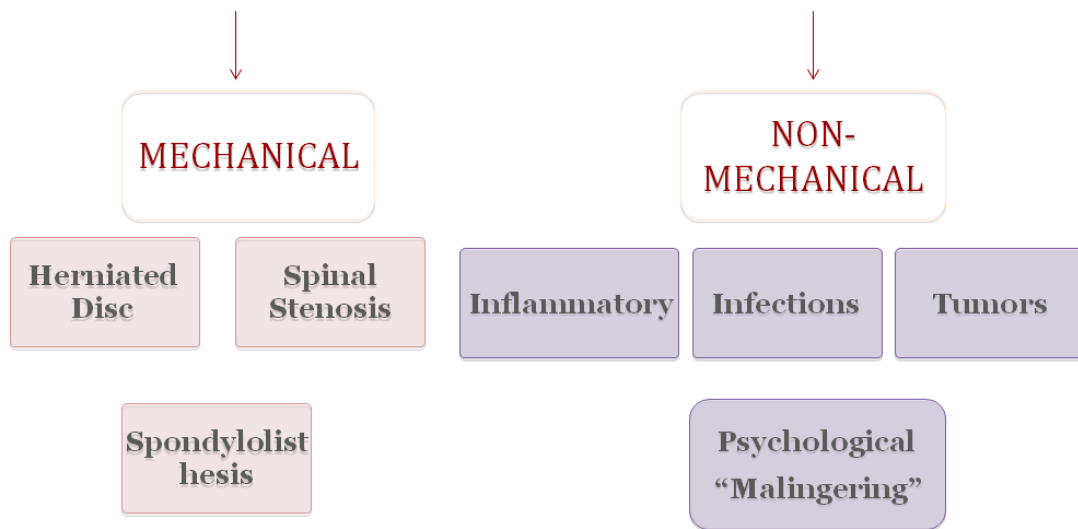 MECHANICAL
NON-
MECHANICAL
Herniated
Disc
Spinal
Stenosis
Inflammatory
Infections
Tumors
Spondylolist
hesis
Psychological
“Malingering”